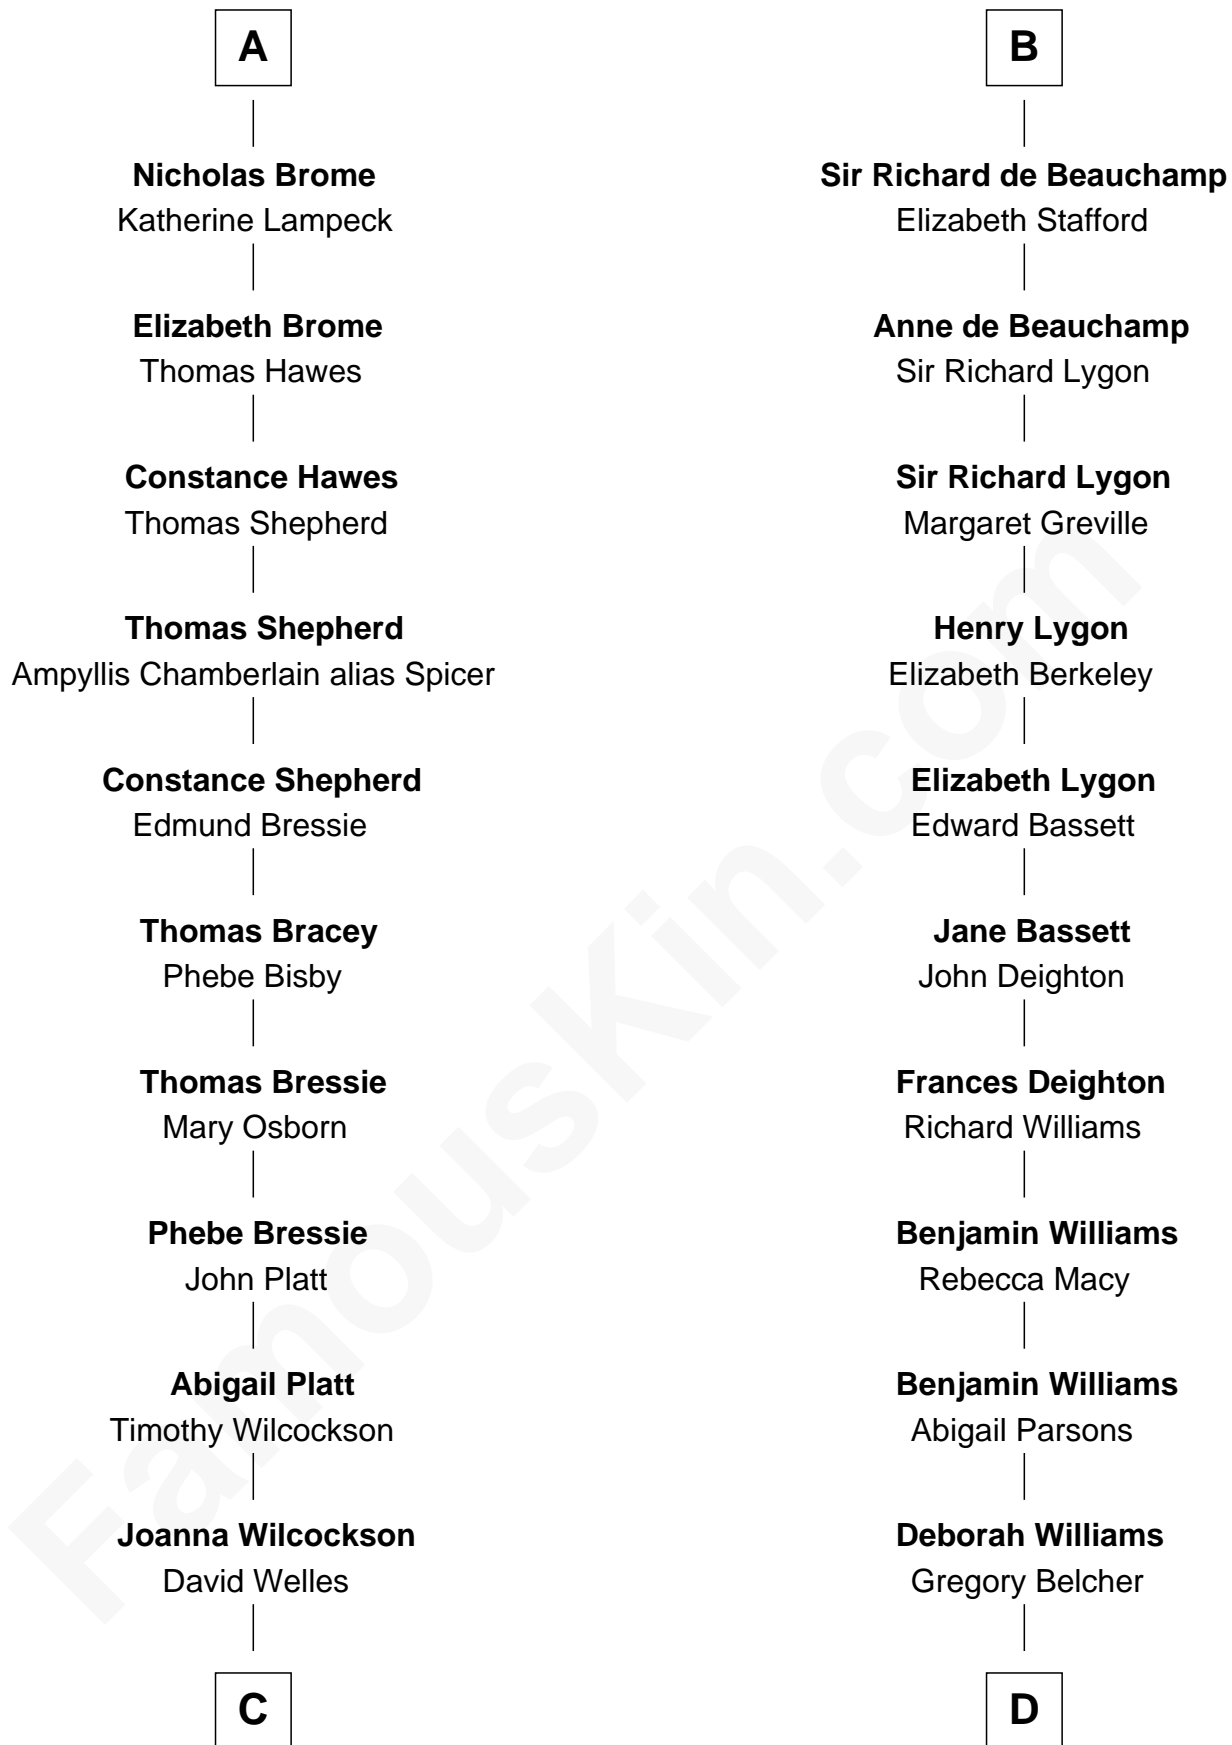 A
Nicholas Brome
Katherine Lampeck
Elizabeth Brome
Thomas Hawes
Constance Hawes
Thomas Shepherd
Thomas Shepherd
Ampyllis Chamberlain alias Spicer
Constance Shepherd
Edmund Bressie
Thomas Bracey
Phebe Bisby
Thomas Bressie
Mary Osborn
Phebe Bressie
John Platt
Abigail Platt
Timothy Wilcockson
Joanna Wilcockson
David Welles
C
B
Sir Richard de Beauchamp
Elizabeth Stafford
Anne de Beauchamp
Sir Richard Lygon
Sir Richard Lygon
Margaret Greville
Henry Lygon
Elizabeth Berkeley
Elizabeth Lygon
Edward Bassett
Jane Bassett
John Deighton
Frances Deighton
Richard Williams
Benjamin Williams
Rebecca Macy
Benjamin Williams
Abigail Parsons
Deborah Williams
Gregory Belcher
D
FamousKin.com